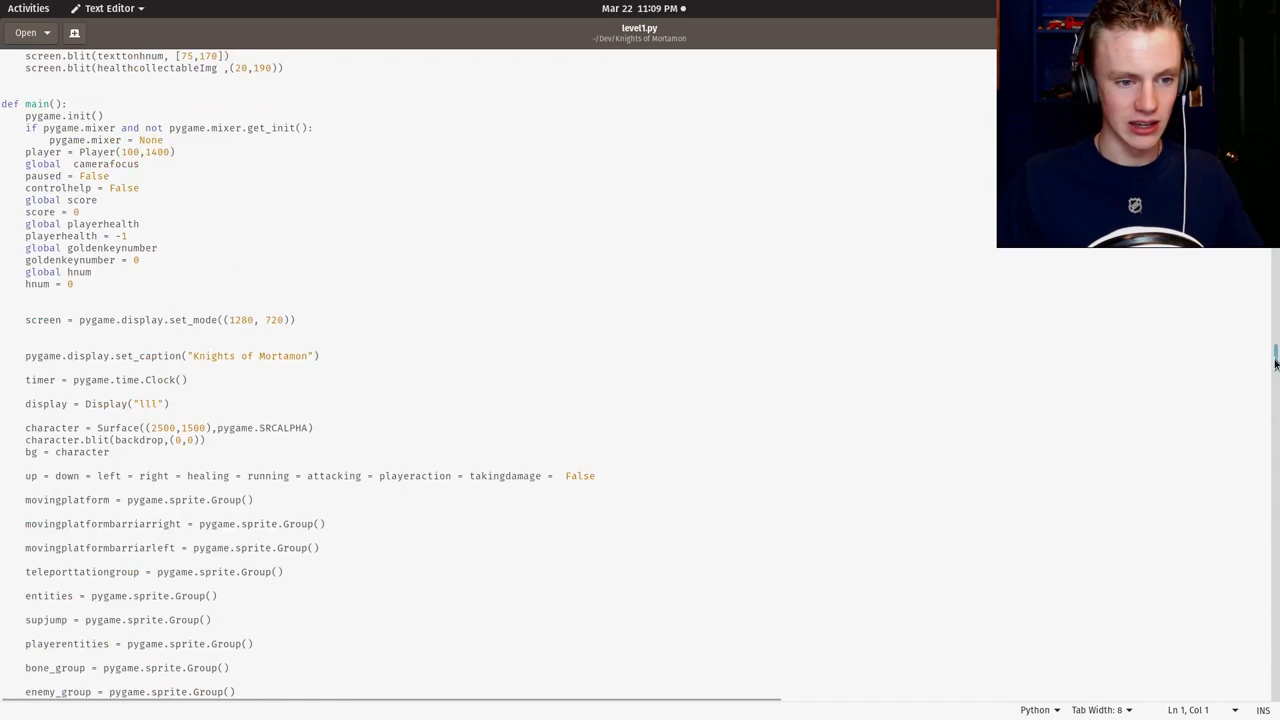 Activities
Text Editor
Mar 22 11:09 PM
Open
level1.py
~/Dev/Knights of Mortamon
screen.blit(texttonhnum, [75,170])
screen.blit(healthcollectableImg ,(20,190))
def main():
pygame.init()
if pygame.mixer and not pygame.mixer.get_init():
pygame.mixer = None
player = Player(100,1400)
global  camerafocus
paused = False
controlhelp = False
global score
score = 0
global playerhealth
playerhealth = -1
global goldenkeynumber
goldenkeynumber = 0
global hnum
hnum = 0
screen = pygame.display.set_mode((1280, 720))
pygame.display.set_caption("Knights of Mortamon")
timer = pygame.time.Clock()
display = Display("lll")
character = Surface((2500,1500),pygame.SRCALPHA)
character.blit(backdrop,(0,0))
bg = character
up = down = left = right = healing = running = attacking = playeraction = takingdamage =  False
movingplatform = pygame.sprite.Group()
movingplatformbarriarright = pygame.sprite.Group()
movingplatformbarriarleft = pygame.sprite.Group()
teleporttationgroup = pygame.sprite.Group()
entities = pygame.sprite.Group()
supjump = pygame.sprite.Group()
playerentities = pygame.sprite.Group()
bone_group = pygame.sprite.Group()
enemy_group = pygame.sprite.Group()
Python
Tab Width: 8
Ln 1, Col 1
INS